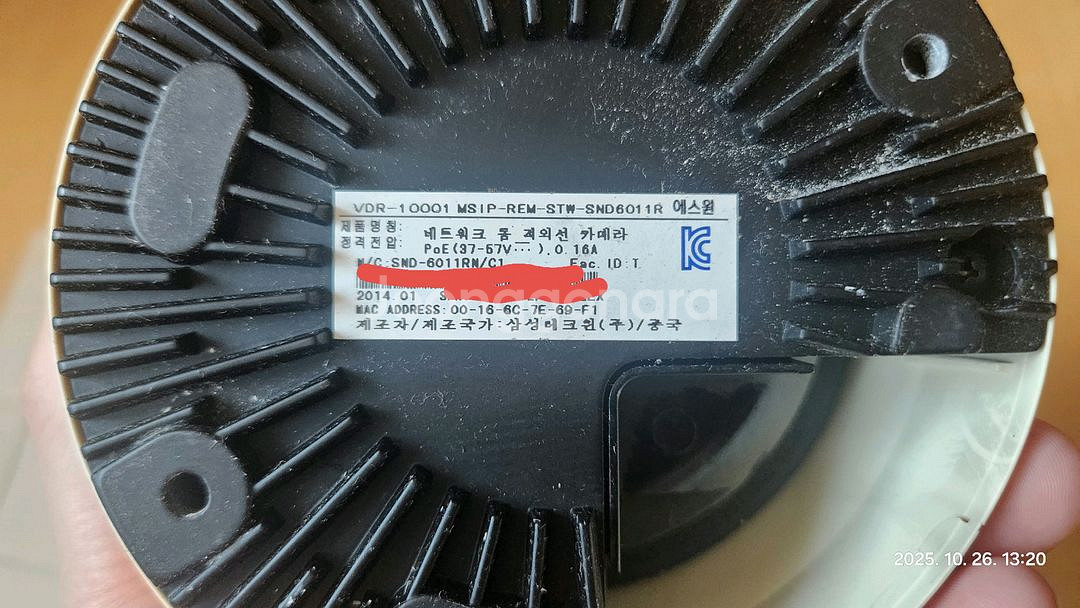 VDR-10001 MSIP-REM-STW-SND6011R 에스원
제품명칭: 네트워크 돔 적외선 카메라
정격전압: PoE(37-57V⎓), 0.16A
M/C:SND-6011RN/C1 Fac. ID:T
2014.01
MAC ADDRESS:00-16-6C-7E-69-F1
제조자/제조국가:삼성테크윈(주)/중국
2025. 10. 26. 13:20